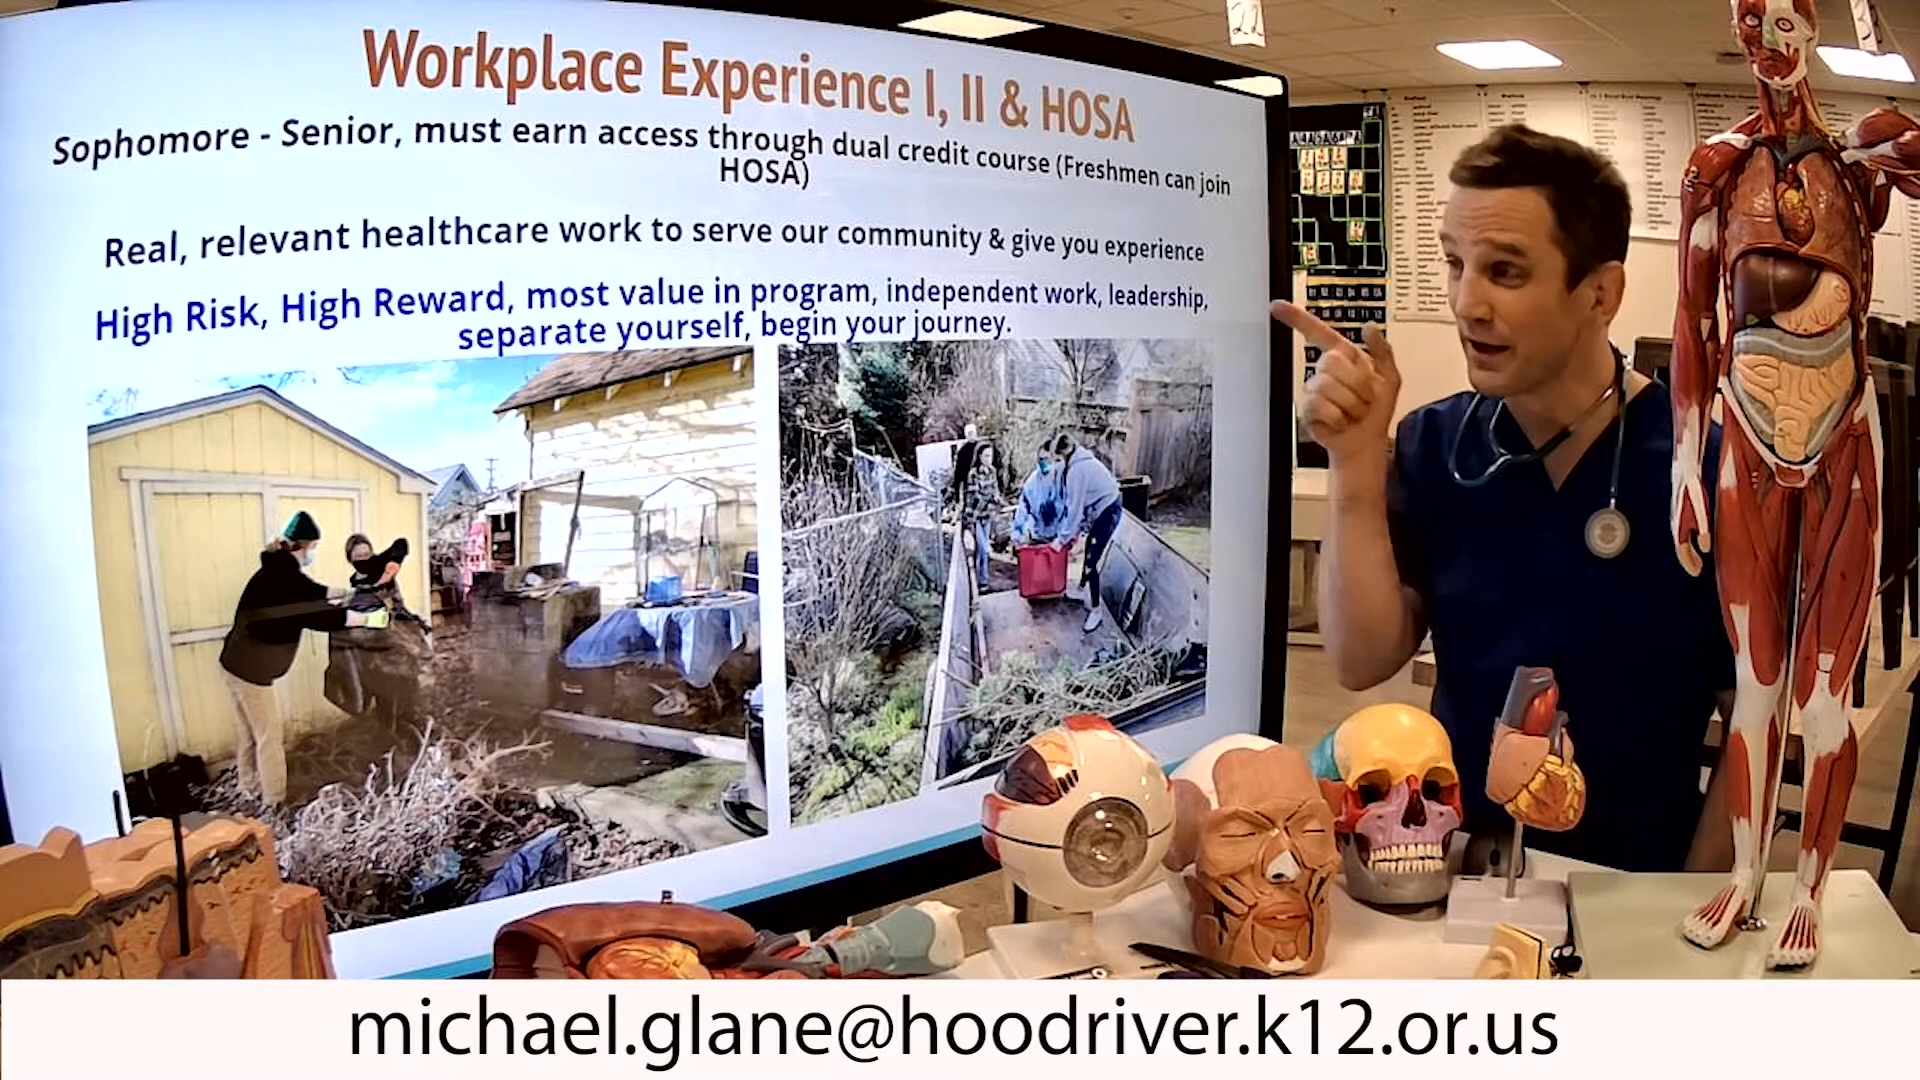 Workplace Experience I, II & HOSA
Sophomore - Senior, must earn access through dual credit course (Freshmen can join
HOSA)
Real, relevant healthcare work to serve our community & give you experience
High Risk, High Reward, most value in program, independent work, leadership,
separate yourself, begin your journey.
22
michael.glane@hoodriver.k12.or.us